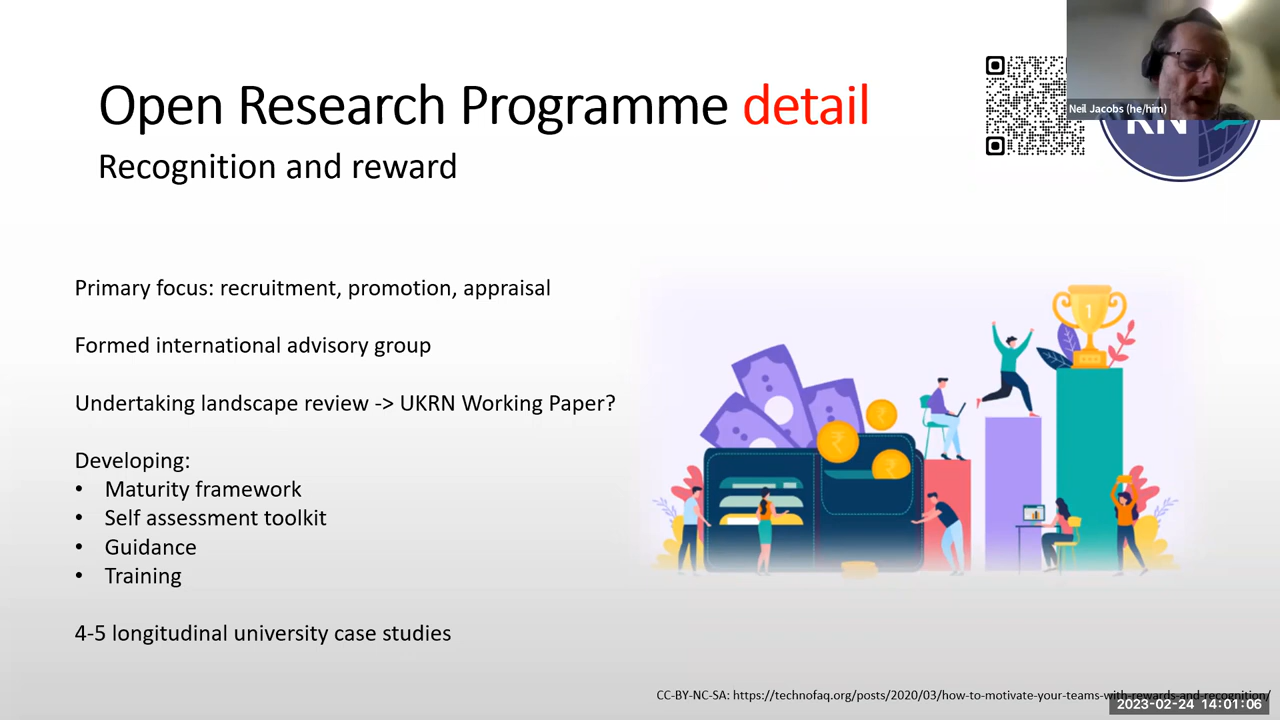 Open Research Programme detail
Recognition and reward
Neil Jacobs (he/him)
RN
Primary focus: recruitment, promotion, appraisal
1
Formed international advisory group
Undertaking landscape review -> UKRN Working Paper?
Developing:
• Maturity framework
• Self assessment toolkit
• Guidance
• Training
4-5 longitudinal university case studies
CC-BY-NC-SA: https://technofaq.org/posts/2020/03/how-to-motivate-your-teams-with-rewards-and-recognition/
2023-02-24 14:01:06